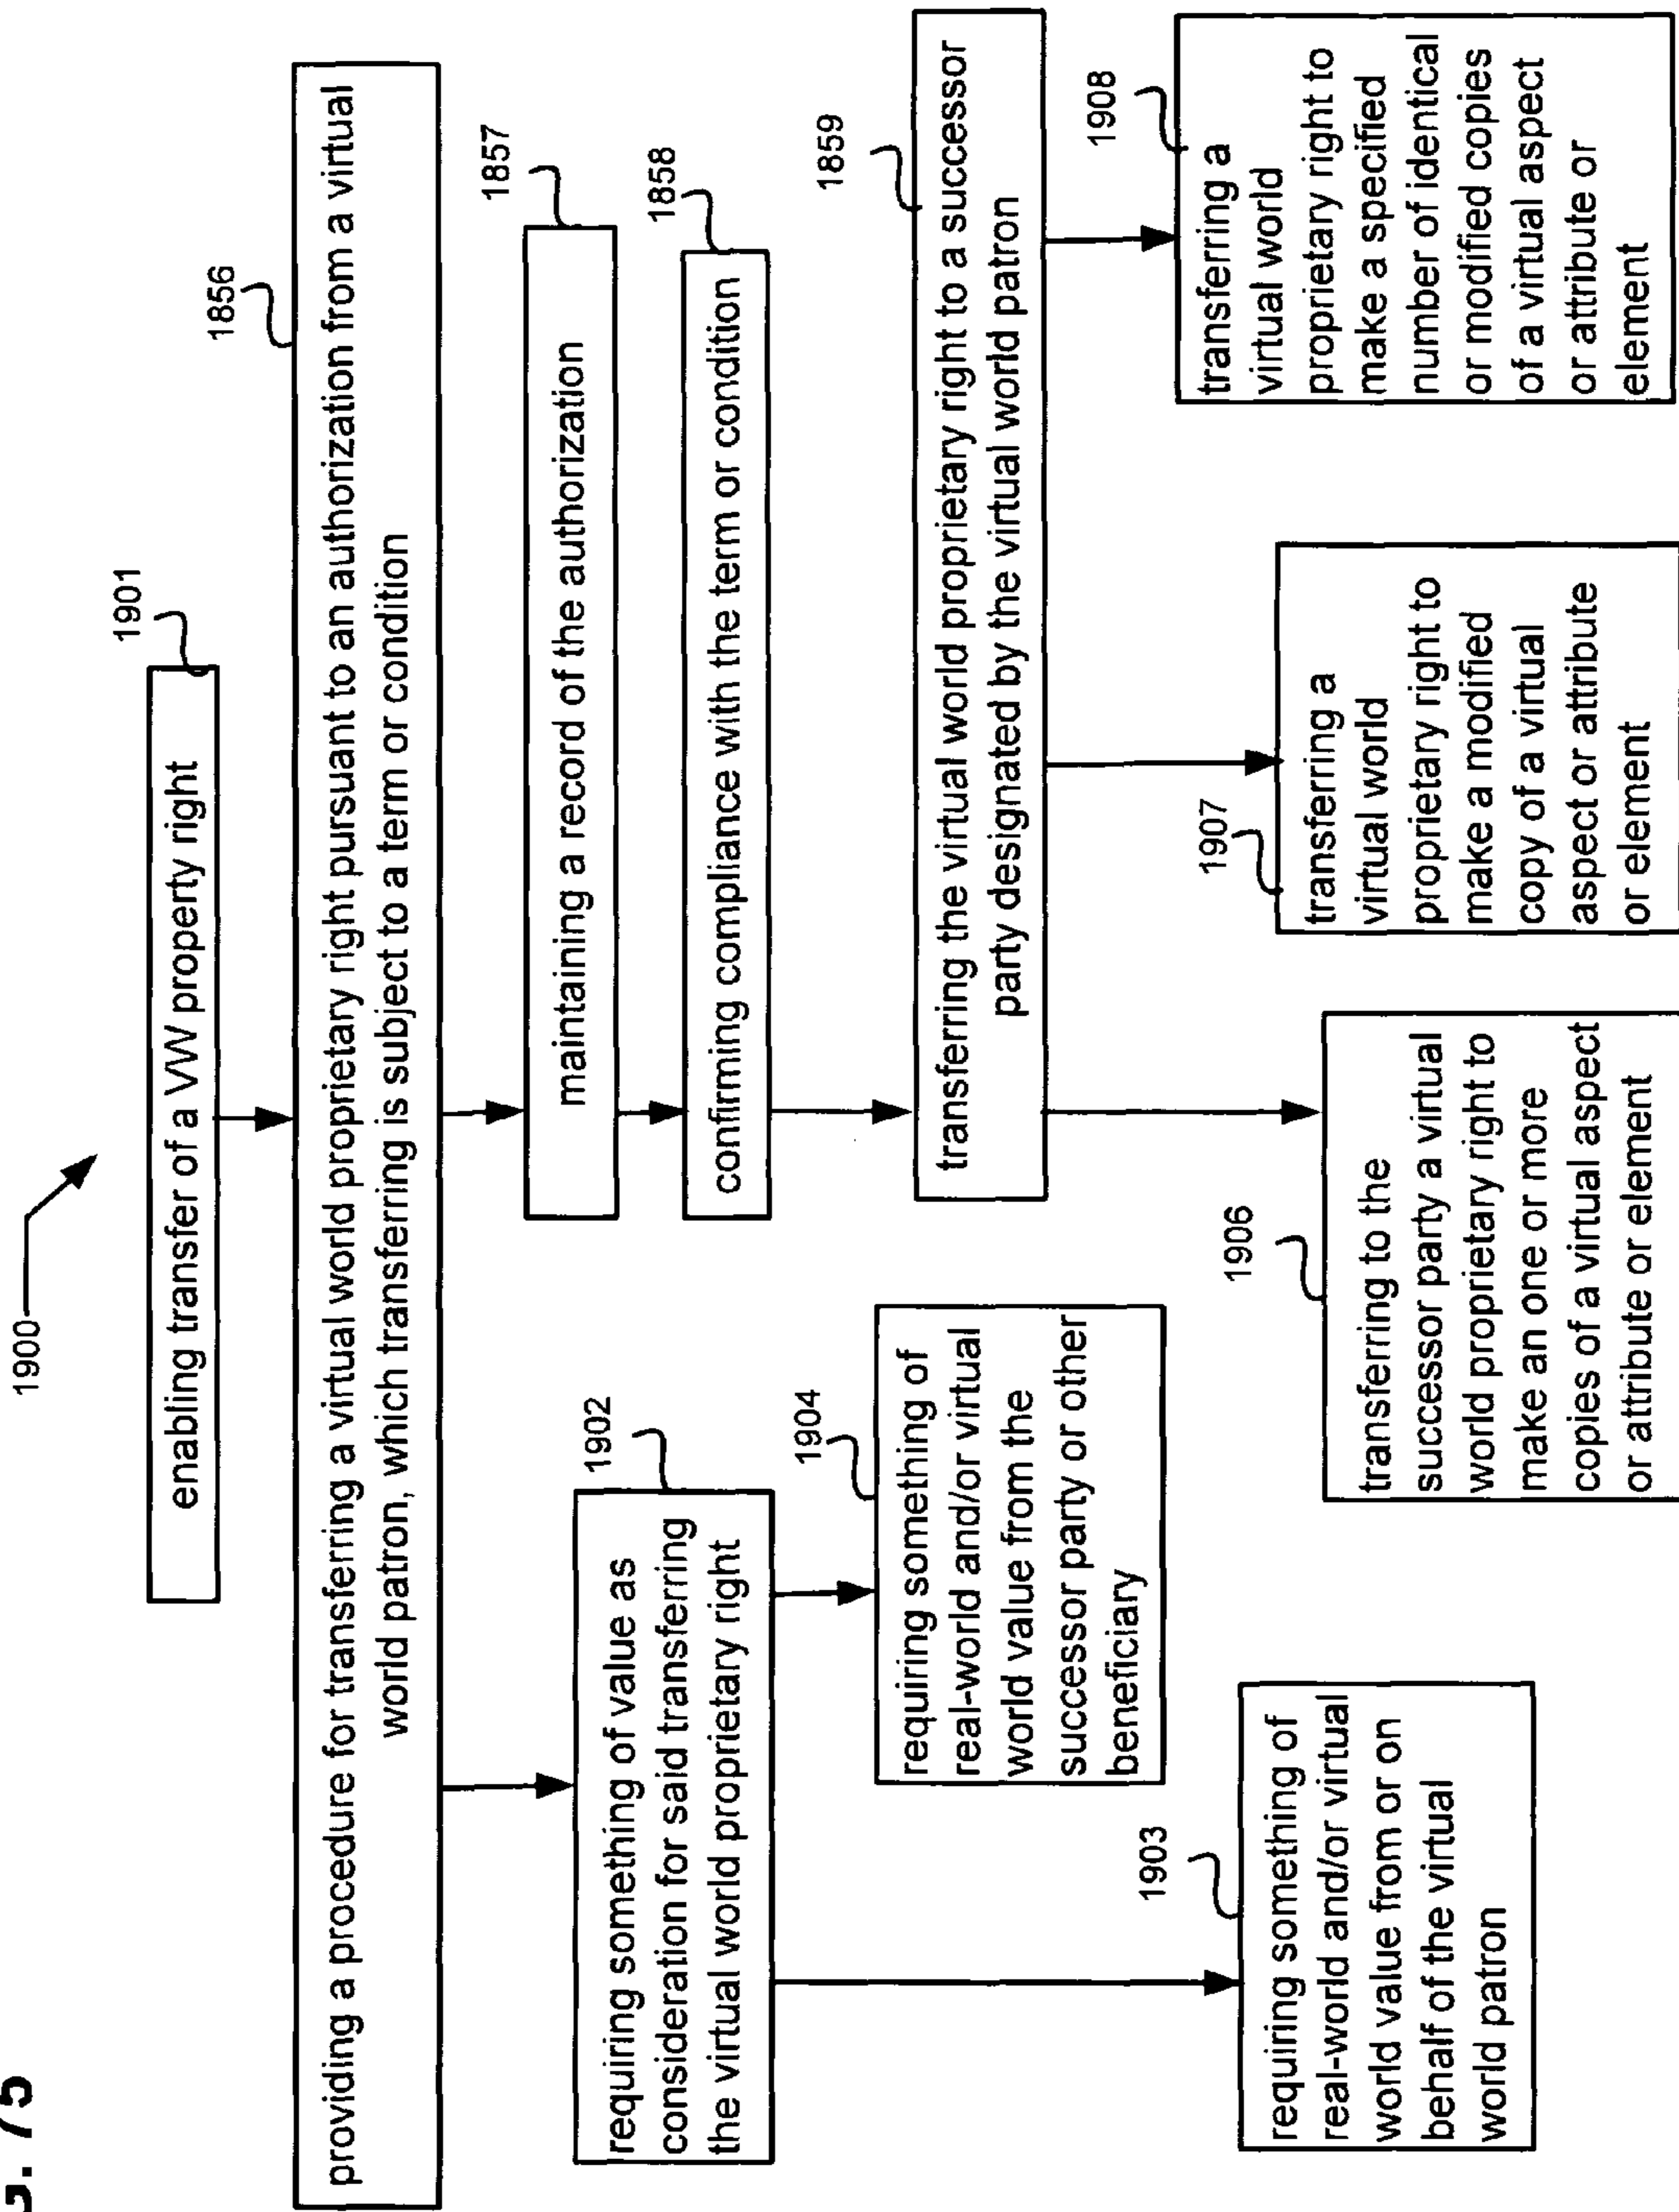 G. 75
1900
1901
enabling transfer of a VW property right
1856
providing a procedure for transferring a virtual world proprietary right pursuant to an authorization from a virtual
world patron, which transferring is subject to a term or condition
1902
requiring something of value as
consideration for said transferring
the virtual world proprietary right
1857
maintaining a record of the authorization
1858
confirming compliance with the term or condition
1904
requiring something of
real-world and/or virtual
world value from the
successor party or other
beneficiary
1859
transferring the virtual world proprietary right to a successor
party designated by the virtual world patron
1903
requiring something of
real-world and/or virtual
world value from or on
behalf of the virtual
world patron
1906
transferring to the
successor party a virtual
world proprietary right to
make an one or more
copies of a virtual aspect
or attribute or element
1907
transferring a
virtual world
proprietary right to
make a modified
copy of a virtual
aspect or attribute
or element
1908
transferring a
virtual world
proprietary right to
make a specified
number of identical
or modified copies
of a virtual aspect
or attribute or
element